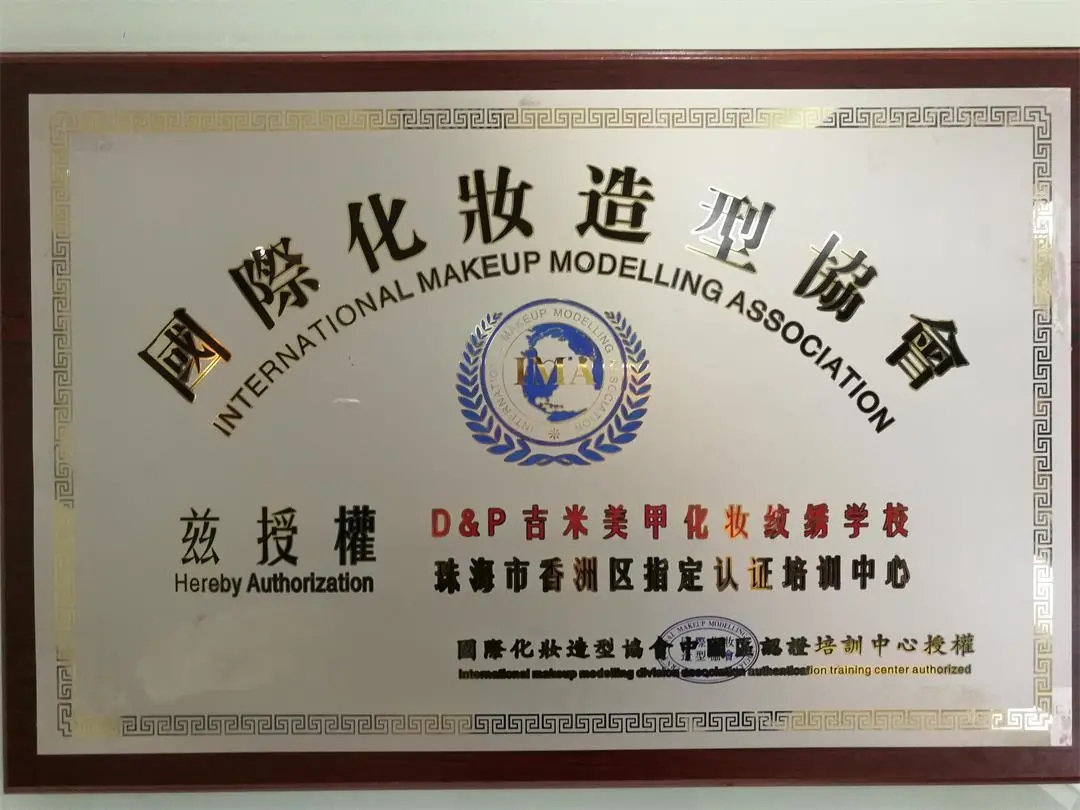 國際化妝造型協會
INTERNATIONAL MAKEUP MODELLING ASSOCIATION
MAKEUP MODELLING
IMA
兹授權
Hereby Authorization
D&P吉米美甲化妆纹绣学校
珠海市香洲区指定认证培训中心
國際化妝造型協會中國區認證培訓中心授權
International makeup modelling division association authentication training center authorized